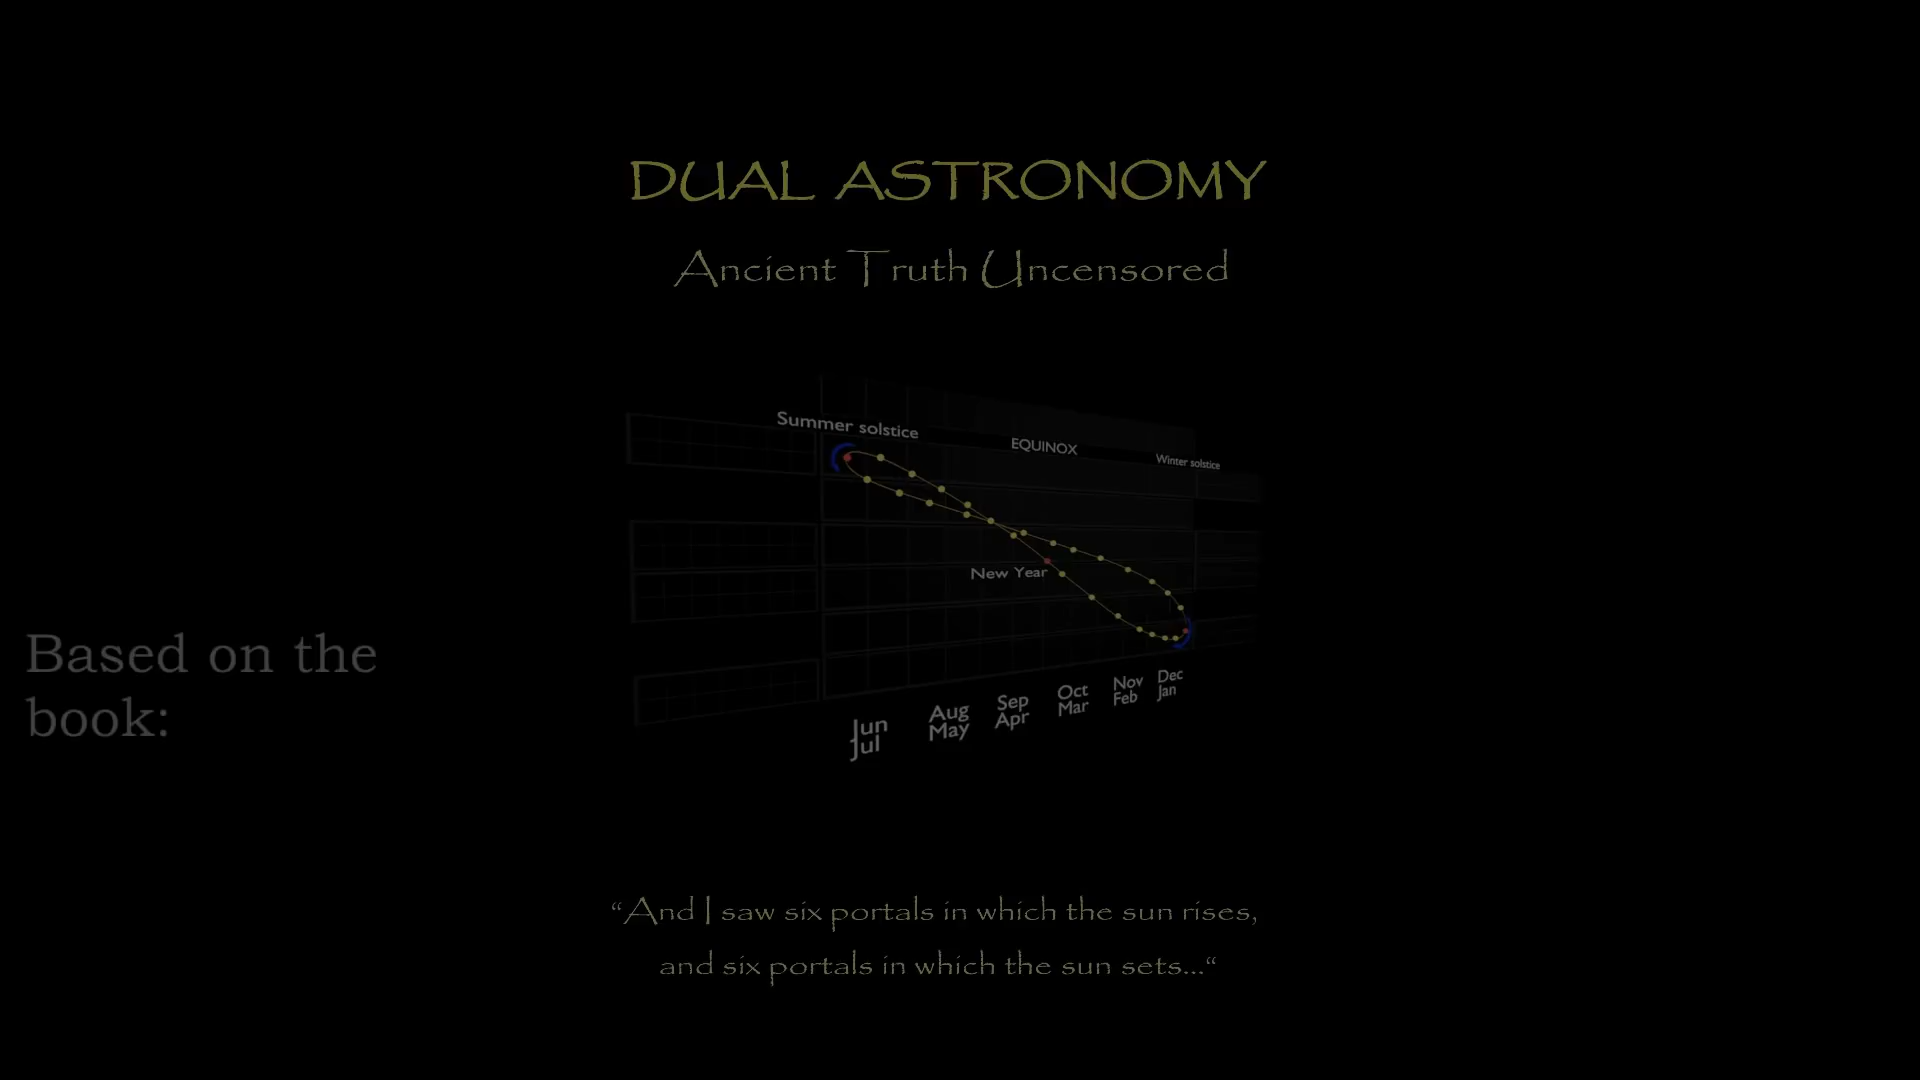 DUAL ASTRONOMY
Ancient Truth Uncensored
Summer solstice
EQUINOX
Winter solstice
New Year
Based on the
book:
Jun
Jul
Aug
May
Sep
Apr
Oct
Mar
Nov
Feb
Dec
Jan
“And I saw six portals in which the sun rises,
and six portals in which the sun sets...“